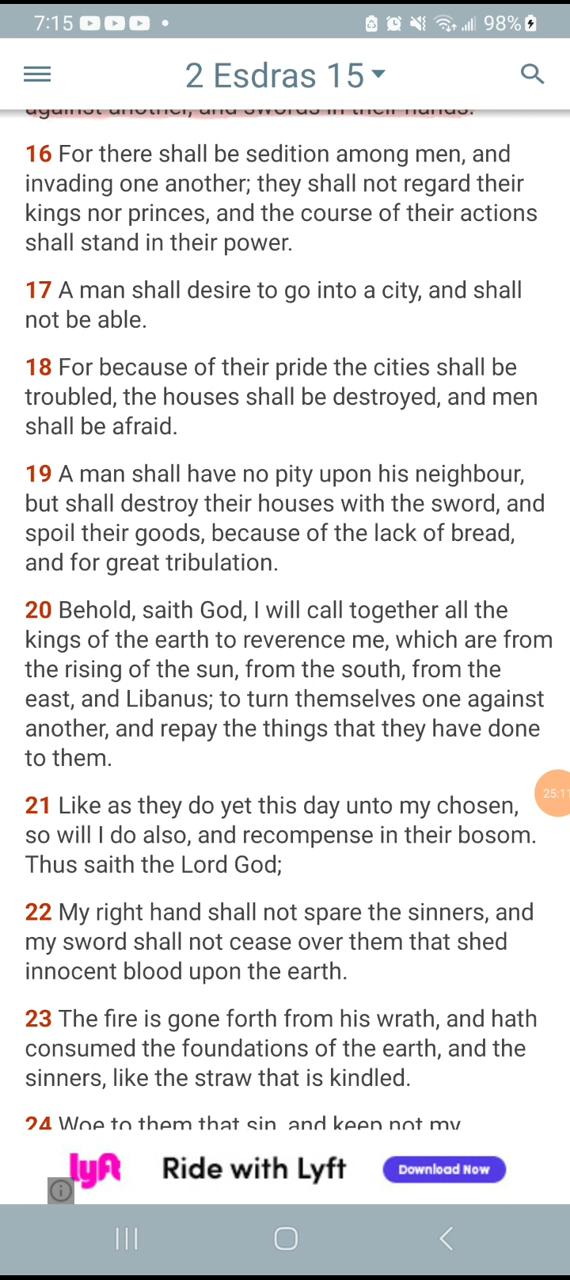 7:15
98%
2 Esdras 15
against another, and swords in their hands.
16 For there shall be sedition among men, and
invading one another; they shall not regard their
kings nor princes, and the course of their actions
shall stand in their power.
17 A man shall desire to go into a city, and shall
not be able.
18 For because of their pride the cities shall be
troubled, the houses shall be destroyed, and men
shall be afraid.
19 A man shall have no pity upon his neighbour,
but shall destroy their houses with the sword, and
spoil their goods, because of the lack of bread,
and for great tribulation.
20 Behold, saith God, I will call together all the
kings of the earth to reverence me, which are from
the rising of the sun, from the south, from the
east, and Libanus; to turn themselves one against
another, and repay the things that they have done
to them.
21 Like as they do yet this day unto my chosen,
so will I do also, and recompense in their bosom.
Thus saith the Lord God;
22 My right hand shall not spare the sinners, and
my sword shall not cease over them that shed
innocent blood upon the earth.
23 The fire is gone forth from his wrath, and hath
consumed the foundations of the earth, and the
sinners, like the straw that is kindled.
24 Woe to them that sin, and keep not my
lyft Ride with Lyft Download Now